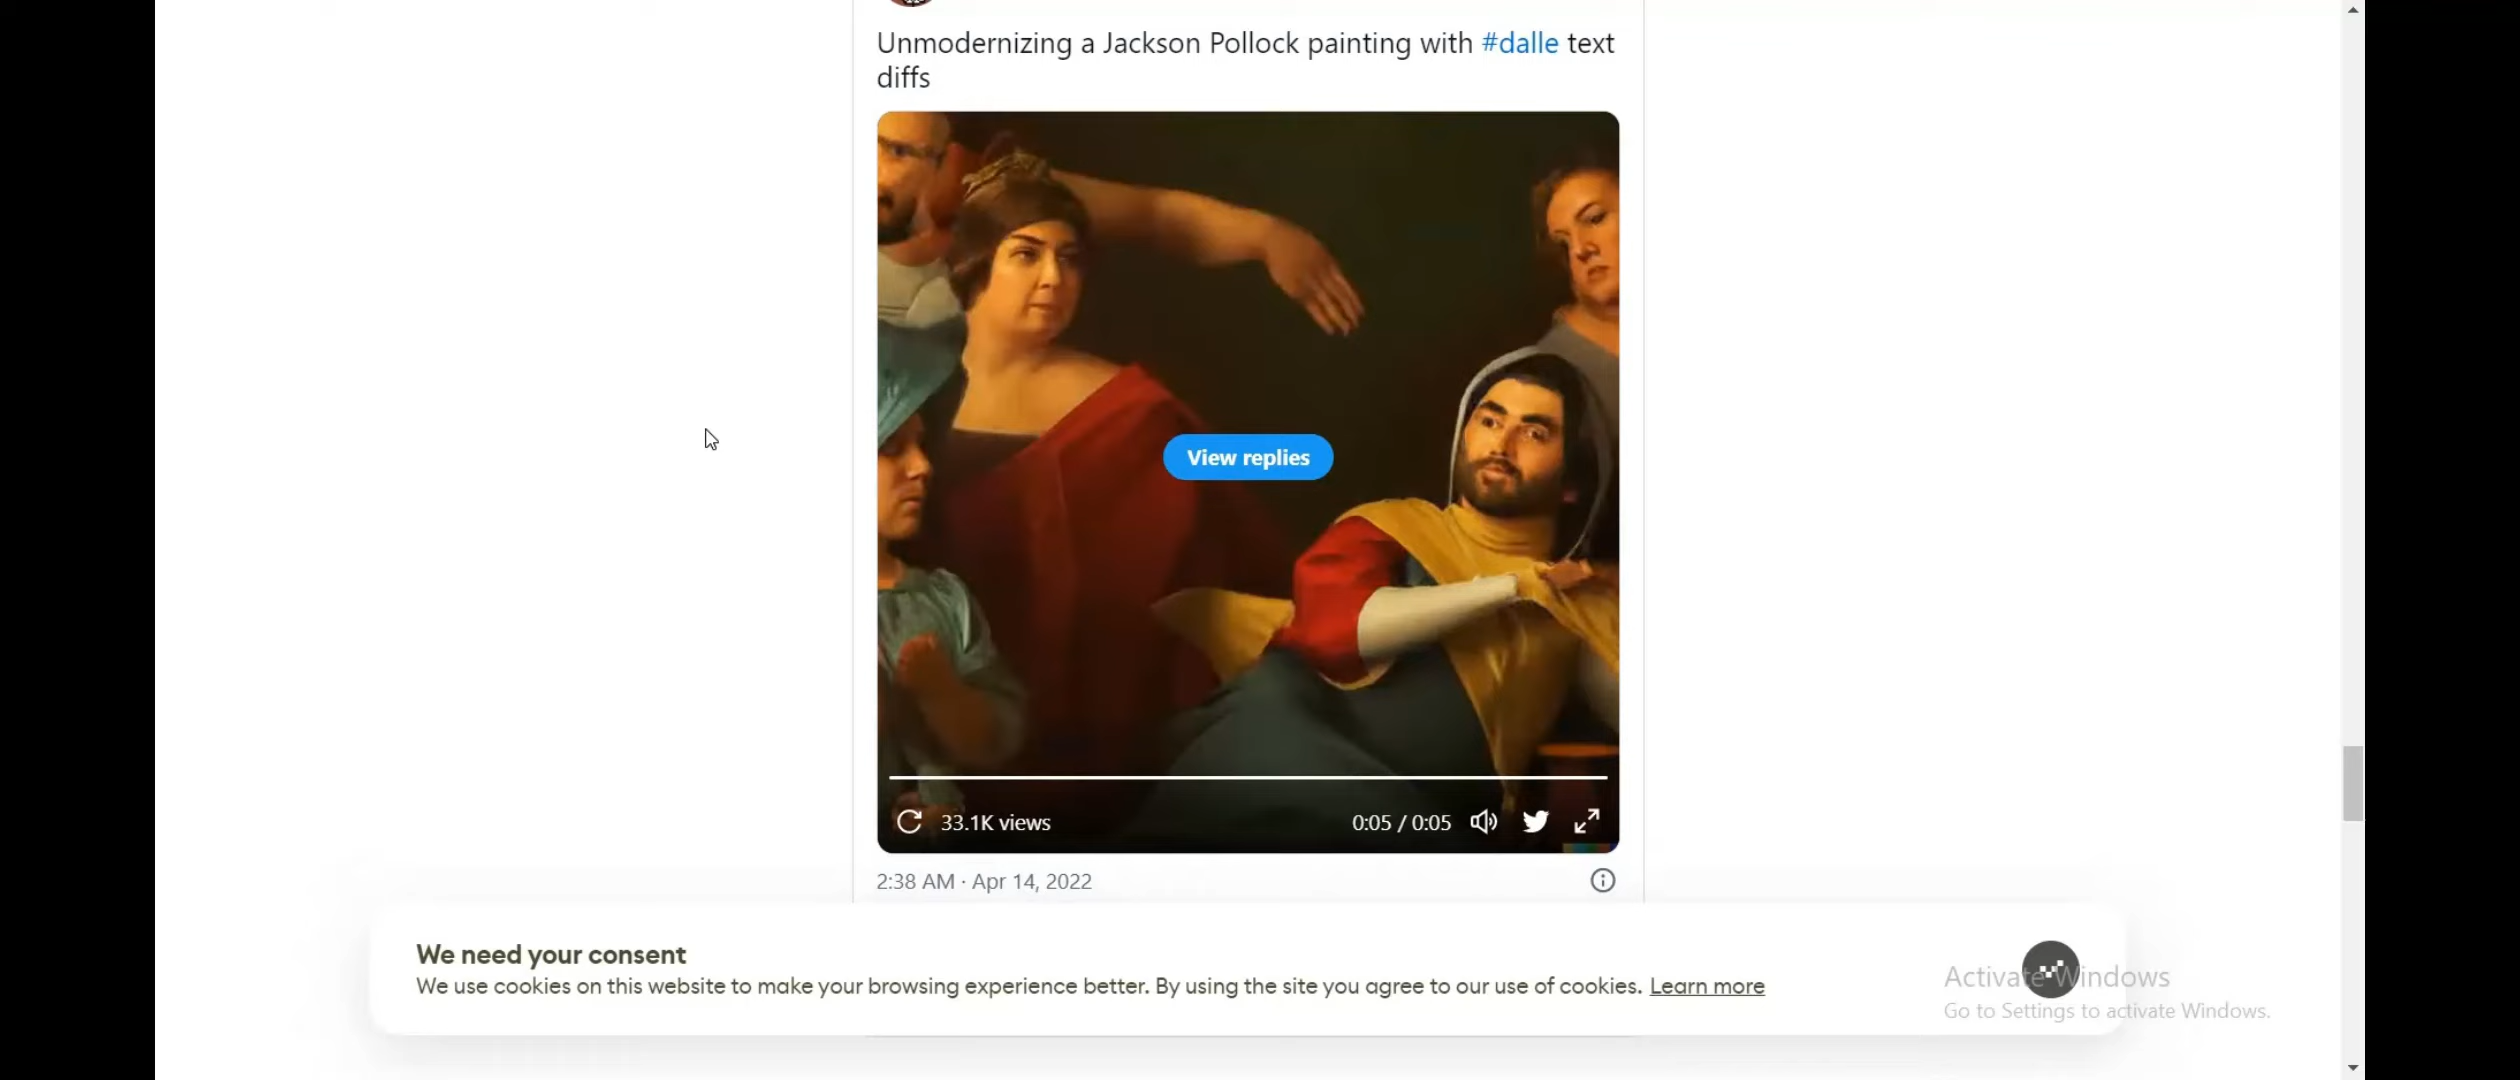 Unmodernizing a Jackson Pollock painting with #dalle text
diffs
View replies
33.1K views
0:05 / 0:05
2:38 AM · Apr 14, 2022
We need your consent
We use cookies on this website to make your browsing experience better. By using the site you agree to our use of cookies. Learn more
Activate Windows
Go to Settings to activate Windows.